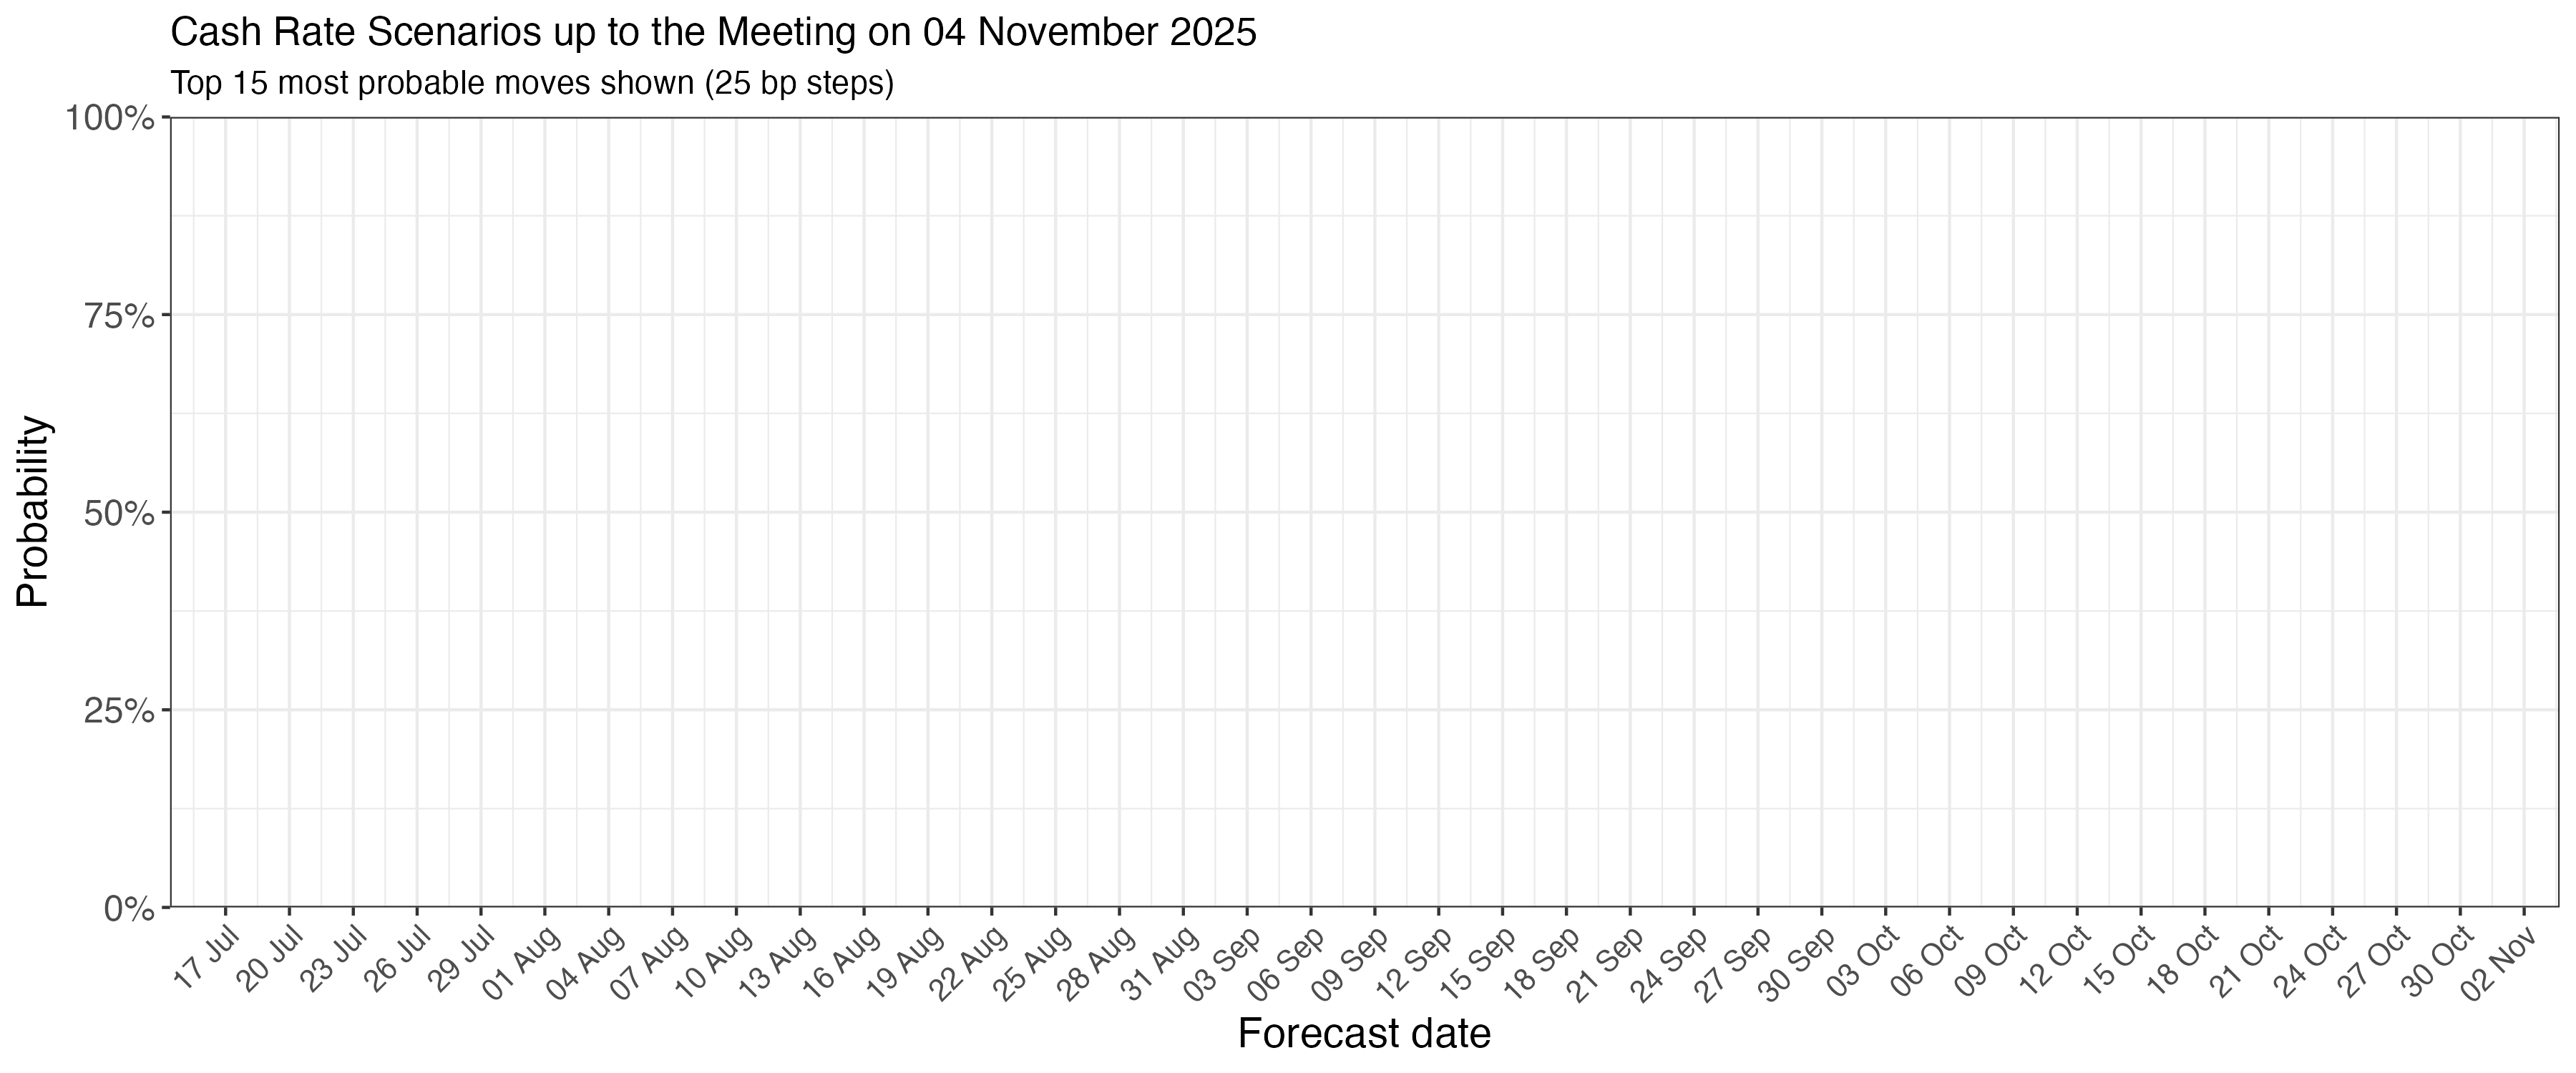 Cash Rate Scenarios up to the Meeting on 04 November 2025
Top 15 most probable moves shown (25 bp steps)
100%
75%
50%
25%
0%
Probability
17 Jul
20 Jul
23 Jul
26 Jul
29 Jul
01 Aug
04 Aug
07 Aug
10 Aug
13 Aug
16 Aug
19 Aug
22 Aug
25 Aug
28 Aug
31 Aug
03 Sep
06 Sep
09 Sep
12 Sep
15 Sep
18 Sep
21 Sep
24 Sep
27 Sep
30 Sep
03 Oct
06 Oct
09 Oct
12 Oct
15 Oct
18 Oct
21 Oct
24 Oct
27 Oct
30 Oct
02 Nov
Forecast date